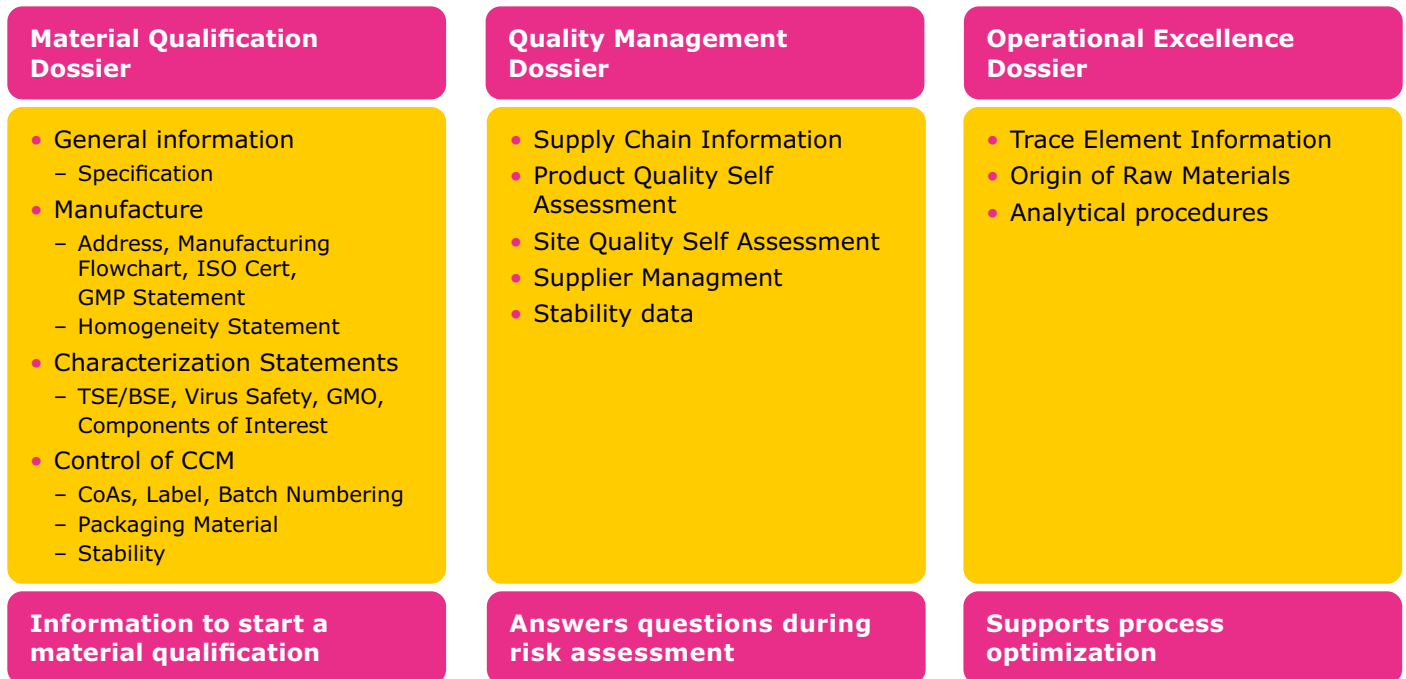 Material Qualification
Dossier
• General information
– Specification
• Manufacture
– Address, Manufacturing
Flowchart, ISO Cert,
GMP Statement
– Homogeneity Statement
• Characterization Statements
– TSE/BSE, Virus Safety, GMO,
Components of Interest
• Control of CCM
– CoAs, Label, Batch Numbering
– Packaging Material
– Stability
Information to start a
material qualification
Quality Management
Dossier
• Supply Chain Information
• Product Quality Self
Assessment
• Site Quality Self Assessment
• Supplier Managment
• Stability data
Answers questions during
risk assessment
Operational Excellence
Dossier
• Trace Element Information
• Origin of Raw Materials
• Analytical procedures
Supports process
optimization